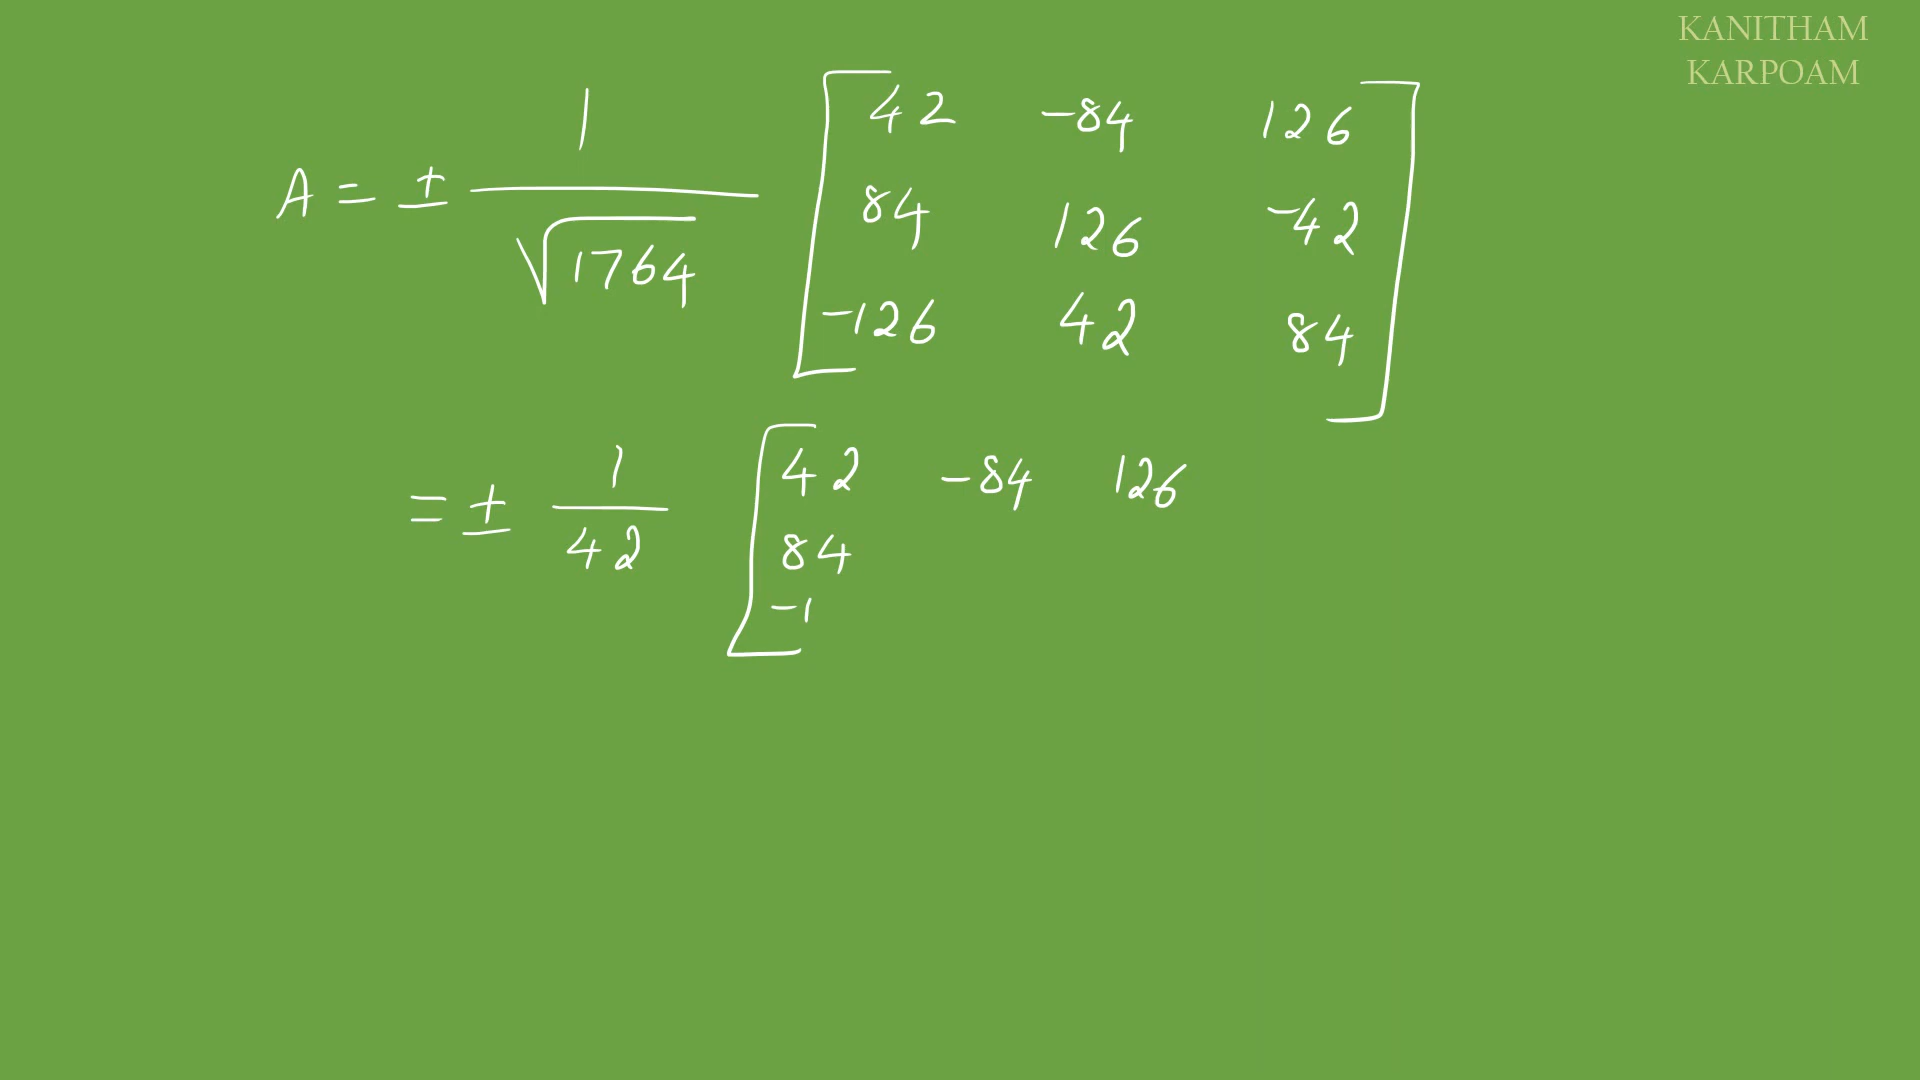 KANITHAM
KARPOAM
A = ± 1/√1764 [ 42 -84 126
84 126 -42
-126 42 84 ]
= ± 1/42 [ 42 -84 126
84
-1